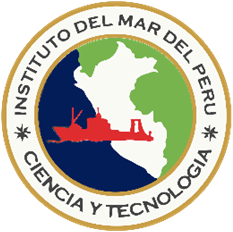 INSTITUTO DEL MAR DEL PERU
CIENCIA Y TECNOLOGIA